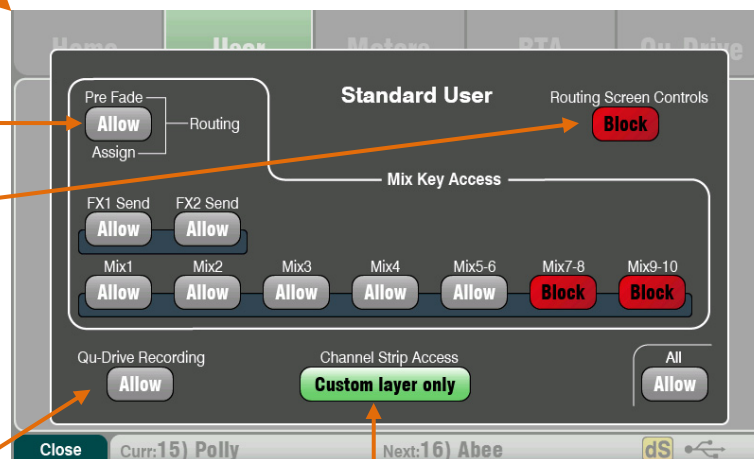 Home User Meters RTA Qu-Drive
Standard User
Pre Fade
Allow
Routing
Assign
Routing Screen Controls
Block
Mix Key Access
FX1 Send FX2 Send
Allow Allow
Mix1 Mix2 Mix3 Mix4 Mix5-6 Mix7-8 Mix9-10
Allow Allow Allow Allow Allow Block Block
Qu-Drive Recording Channel Strip Access All
Allow Custom layer only Allow
Close Curr:15) Polly Next:16) Abee dS